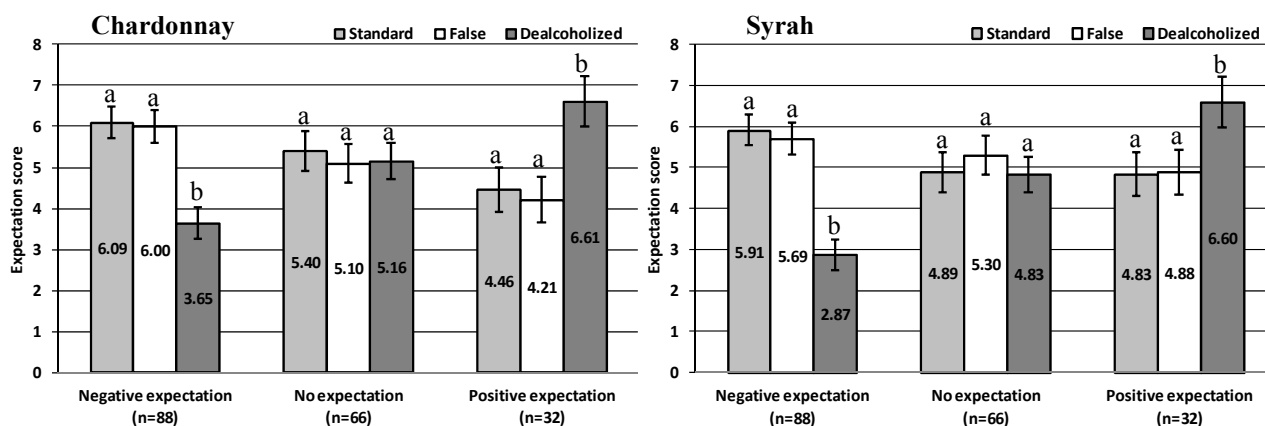 Chardonnay
Standard False Dealcoholized
Expectation score
8
7
6
5
4
3
2
1
0
a a b
a a a
a a b
6.09 6.00 3.65
5.40 5.10 5.16
4.46 4.21 6.61
Negative expectation No expectation Positive expectation
(n=88) (n=66) (n=32)
Syrah
Standard False Dealcoholized
Expectation score
8
7
6
5
4
3
2
1
0
a a b
a a a
a a b
5.91 5.69 2.87
4.89 5.30 4.83
4.83 4.88 6.60
Negative expectation No expectation Positive expectation
(n=88) (n=66) (n=32)